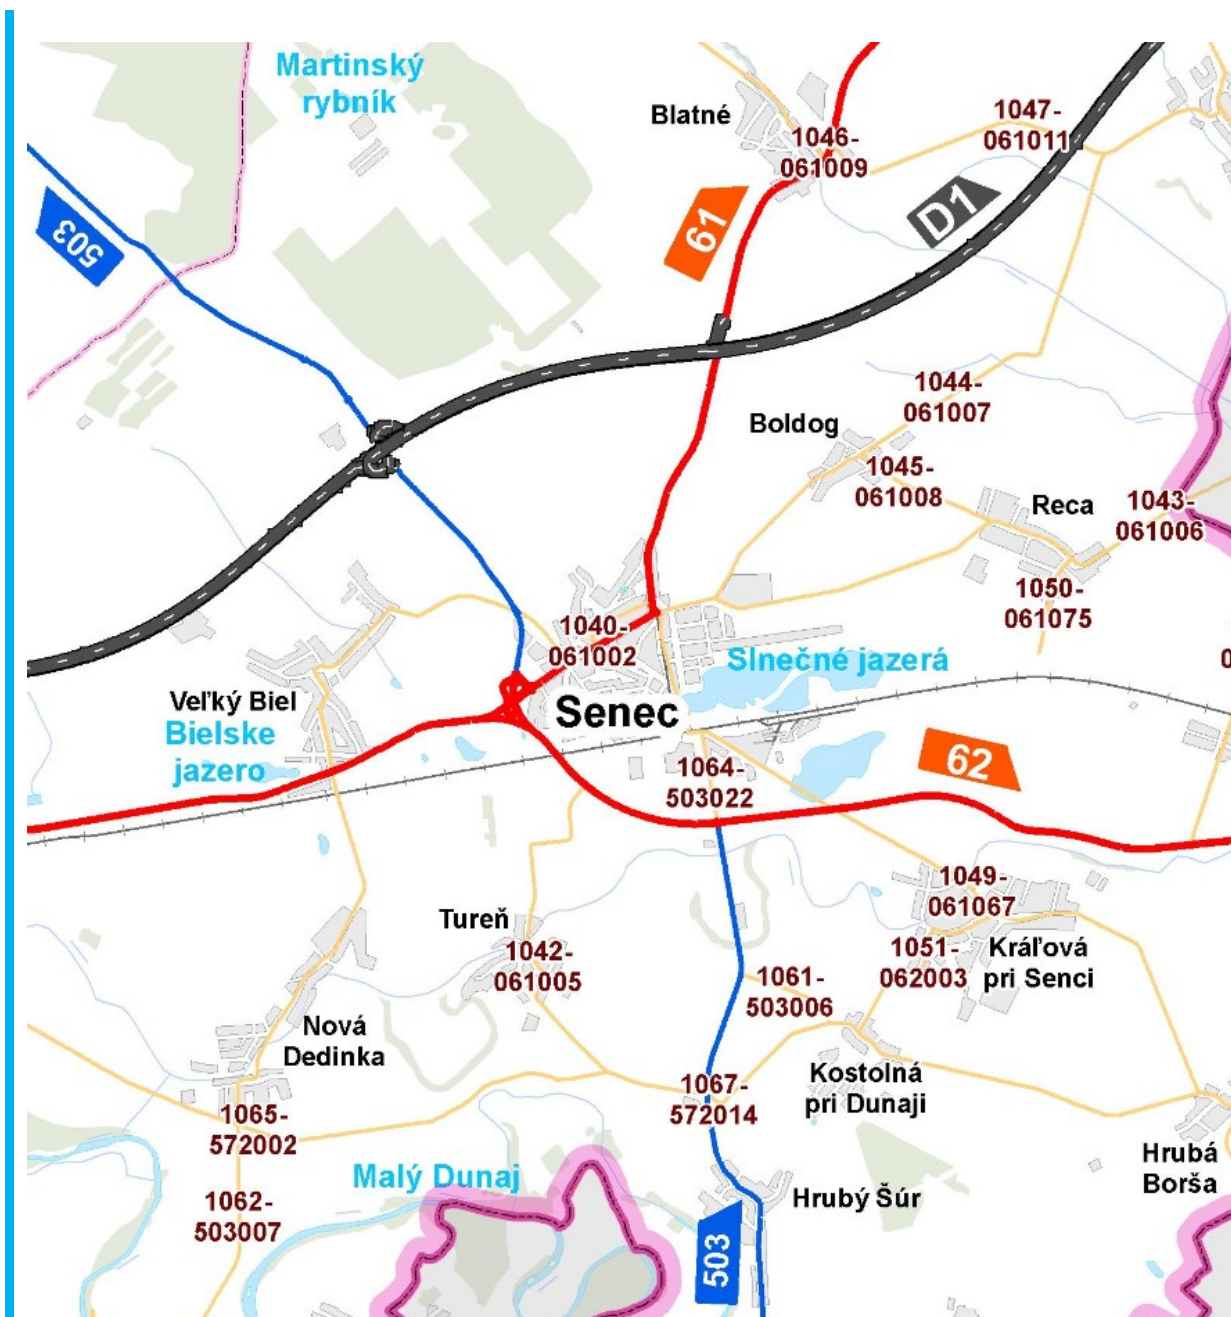 Martinský
rybník
Blatné
1047-
061011
1046-
061009
61
D1
503
1044-
061007
Boldog
1045-
061008
Reca
1043-
061006
1050-
061075
1040-
061002
Slnečné jazerá
Veľký Biel
Senec
Bielske
jazero
62
1064-
503022
1049-
061067
Tureň
1042-
061005
1051-
062003
Kráľová
pri Senci
1061-
503006
Nová
Dedinka
Kostolná
pri Dunaji
1067-
572014
1065-
572002
Hrubá
Borša
Malý Dunaj
Hrubý Šúr
1062-
503007
503